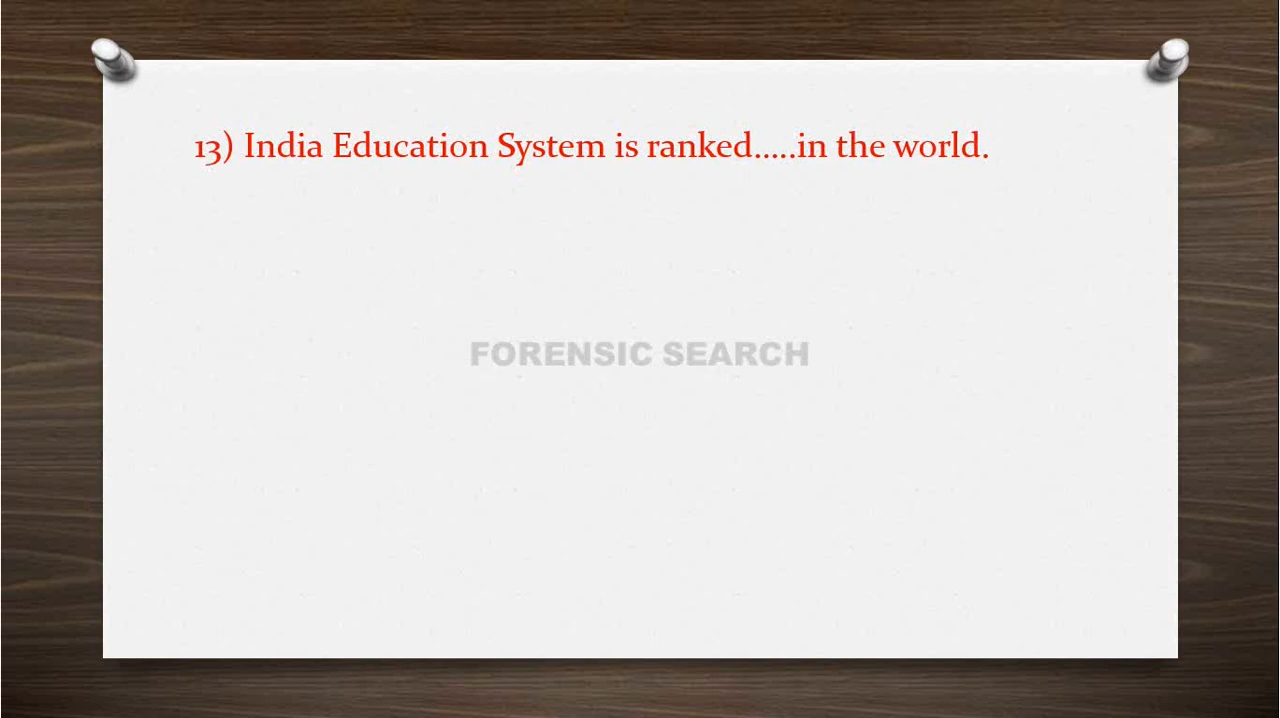 13) India Education System is ranked.....in the world.
FORENSIC SEARCH